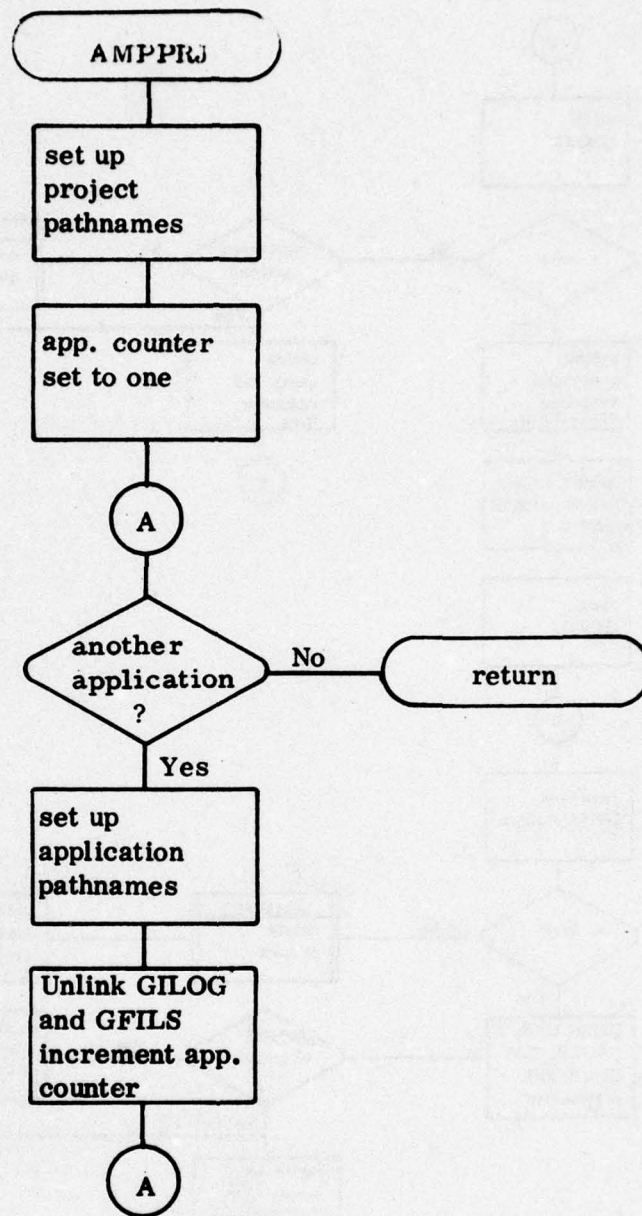 AMPPRJ
set up
project
pathnames
app. counter
set to one
A
another
application
?
No
return
Yes
set up
application
pathnames
Unlink GILOG
and GFILS
increment app.
counter
A